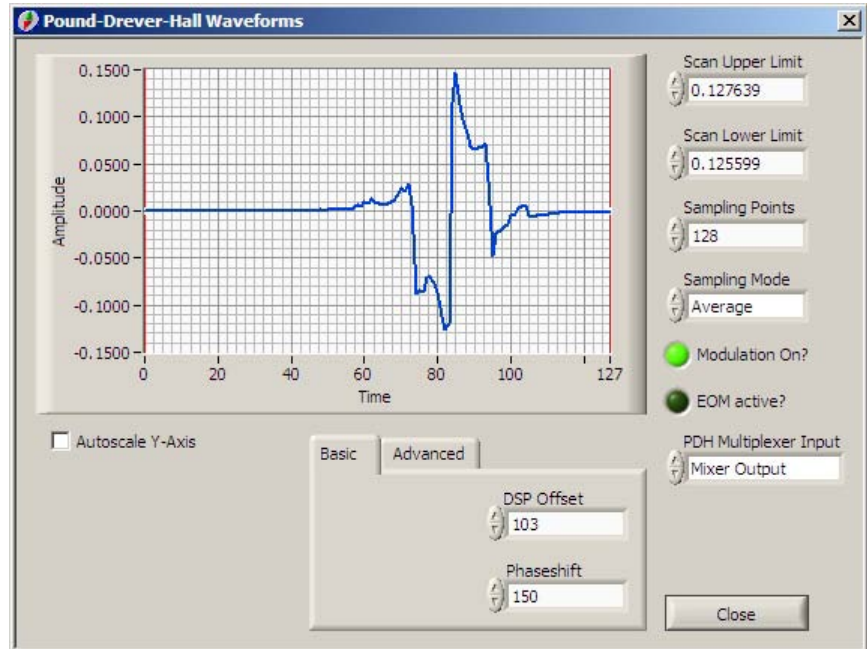 Pound-Drever-Hall Waveforms
Amplitude
0.1500
0.1000
0.0500
0.0000
-0.0500
-0.1000
-0.1500
0 20 40 60 80 100 127
Time
Scan Upper Limit
0.127639
Scan Lower Limit
0.125599
Sampling Points
128
Sampling Mode
Average
Modulation On?
EOM active?
PDH Multiplexer Input
Mixer Output
Autoscale Y-Axis
Basic Advanced
DSP Offset
103
Phaseshift
150
Close